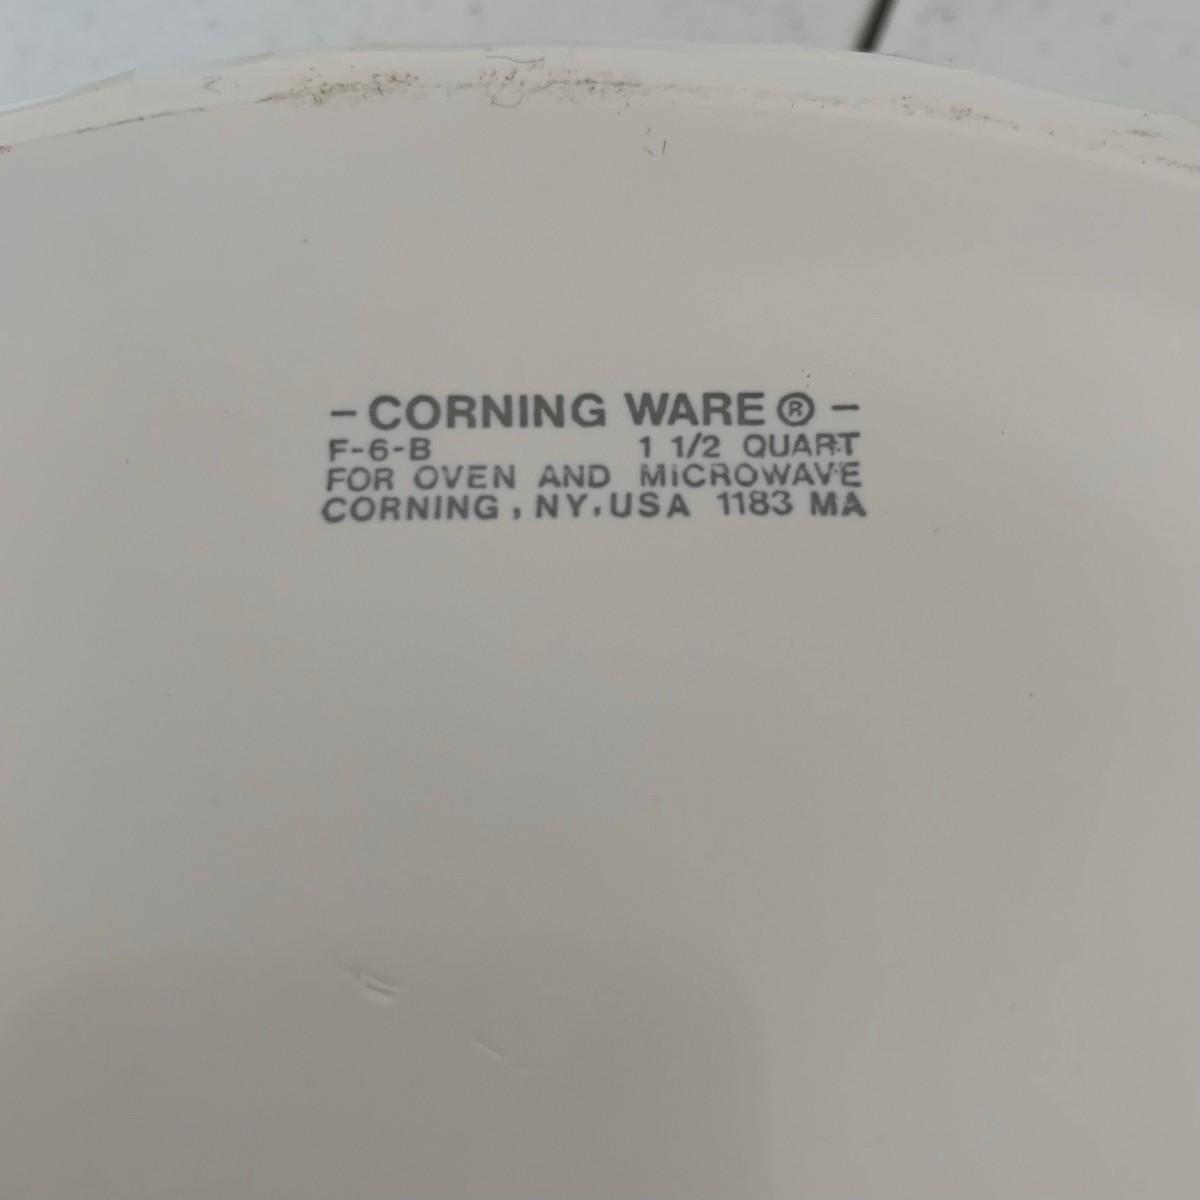 - CORNING WARE ® -
F-6-B 1 1/2 QUART
FOR OVEN AND MICROWAVE
CORNING, NY, USA 1183 MA